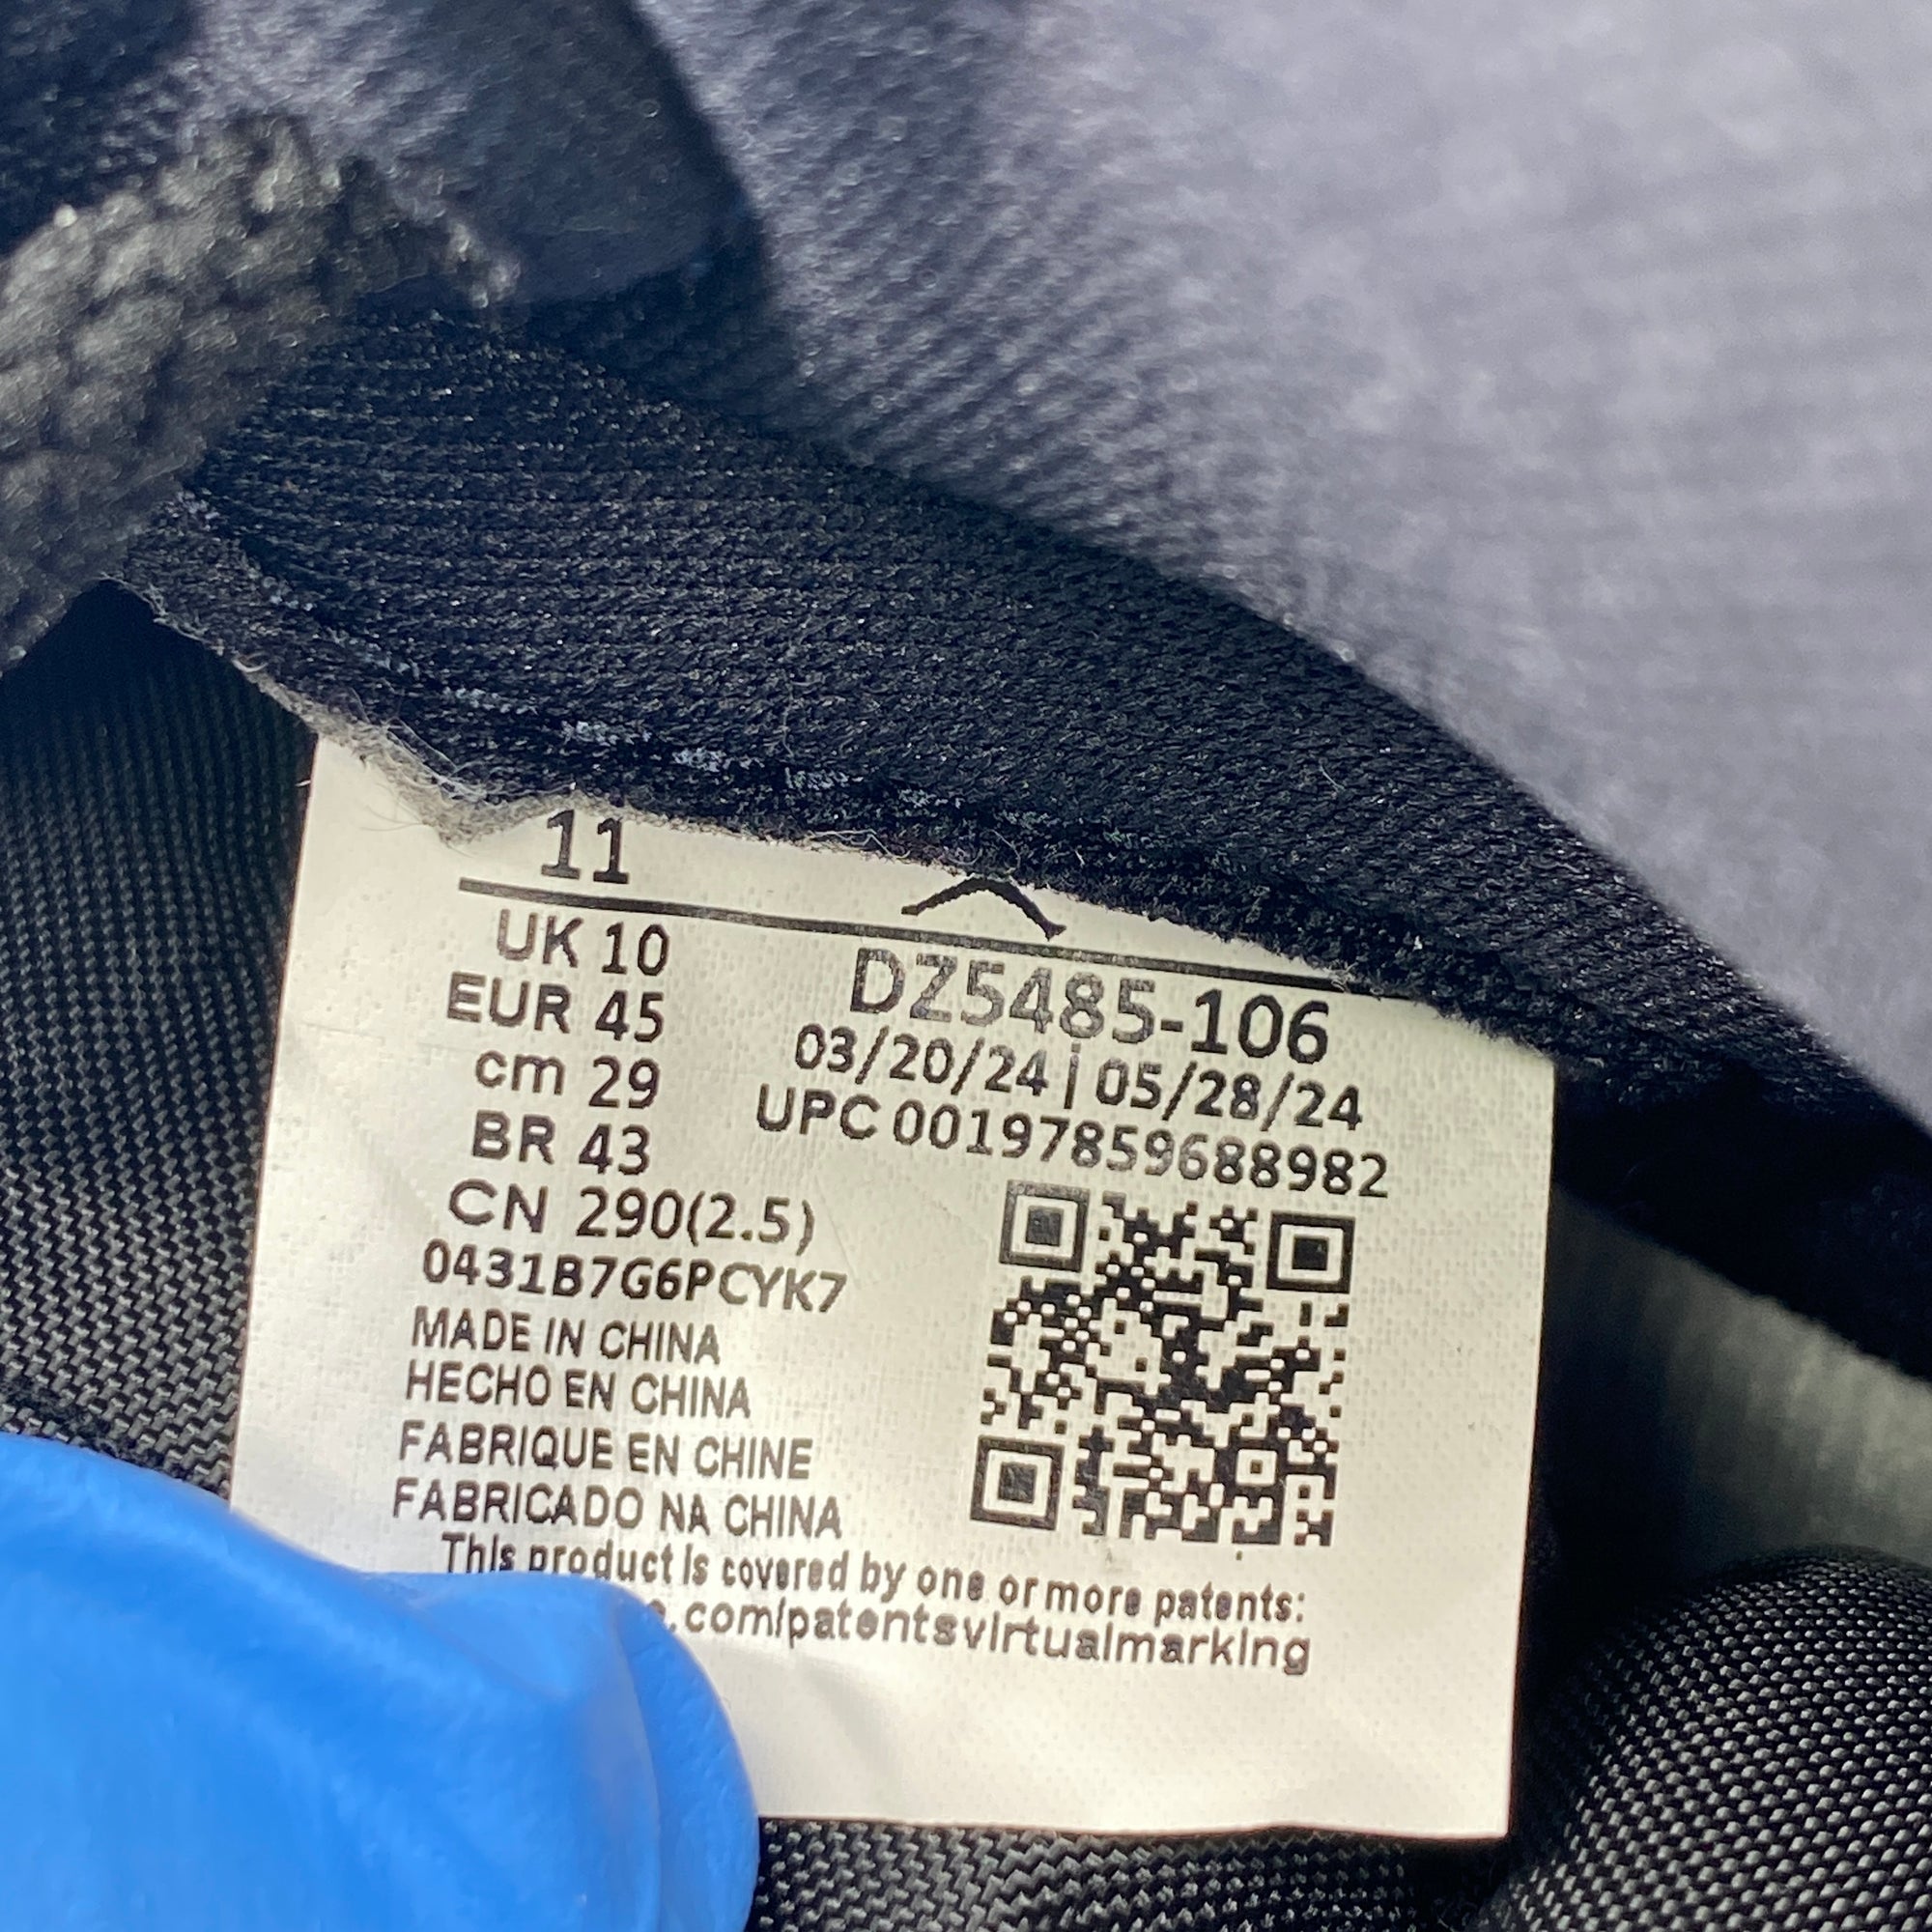 11
UK 10
EUR 45
cm 29
BR 43
CN 290(2.5)
0431B7G6PCYK7
MADE IN CHINA
HECHO EN CHINA
FABRIQUE EN CHINE
FABRICADO NA CHINA
DZ5485-106
03/20/24 | 05/28/24
UPC 00197859688982
This product is covered by one or more patents:
.com/patentsvirtualmarking